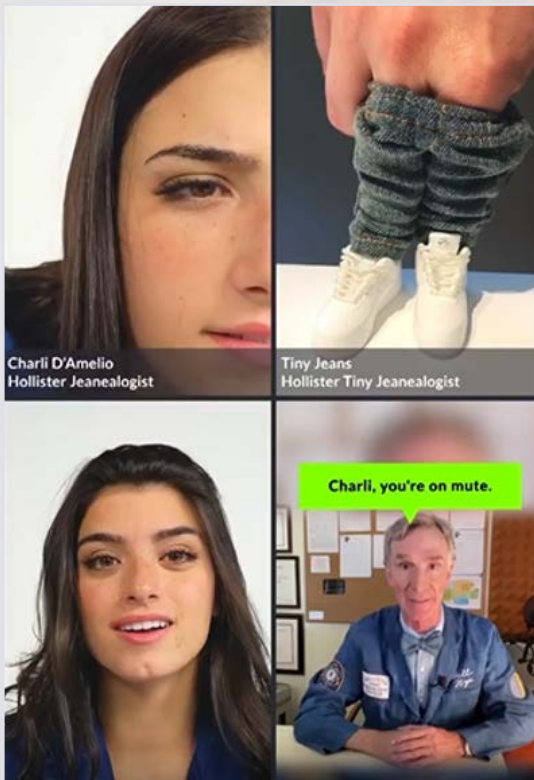 Charli D'Amelio
Hollister Jeanealogist
Tiny Jeans
Hollister Tiny Jeanealogist
Charli, you're on mute.